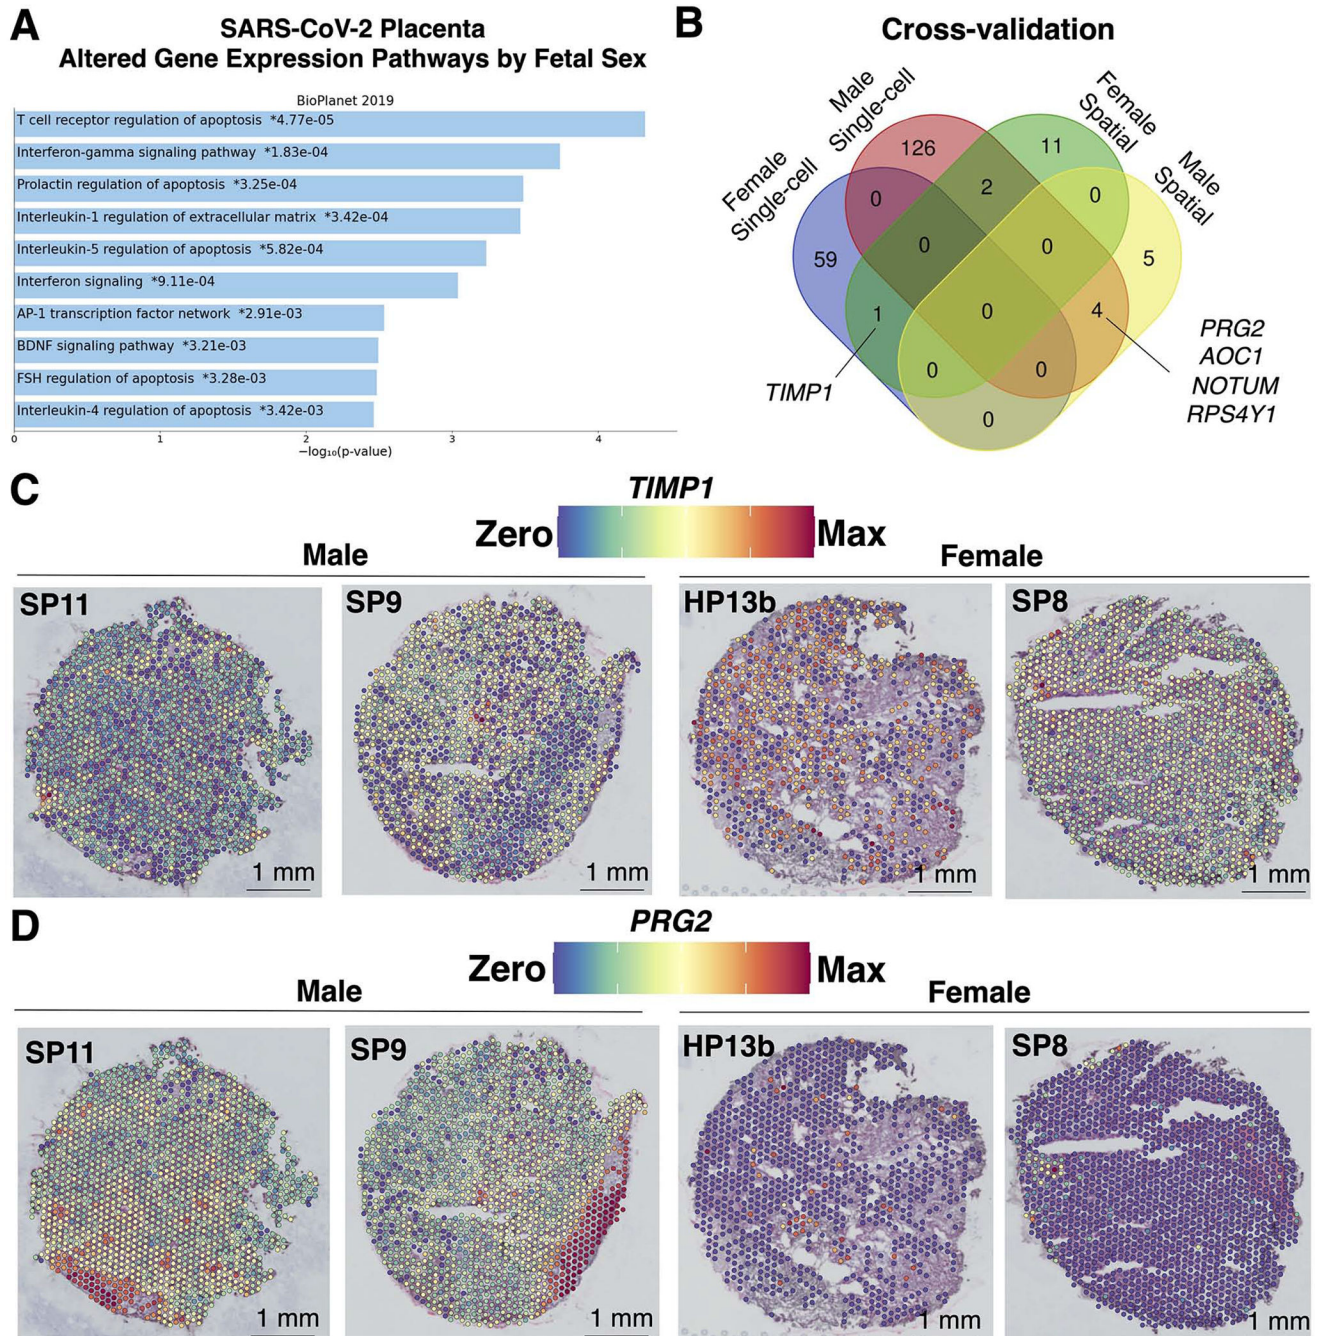 A
SARS-CoV-2 Placenta
Altered Gene Expression Pathways by Fetal Sex
BioPlanet 2019
T cell receptor regulation of apoptosis *4.77e-05
Interferon-gamma signaling pathway *1.83e-04
Prolactin regulation of apoptosis *3.25e-04
Interleukin-1 regulation of extracellular matrix *3.42e-04
Interleukin-5 regulation of apoptosis *5.82e-04
Interferon signaling *9.11e-04
AP-1 transcription factor network *2.91e-03
BDNF signaling pathway *3.21e-03
FSH regulation of apoptosis *3.28e-03
Interleukin-4 regulation of apoptosis *3.42e-03
0 1 2 3 4
−log₁₀(p-value)
B
Cross-validation
Female
Single-cell
Male
Single-cell
Female
Spatial
Male
Spatial
126
11
0
2
0
59
0
0
5
1
0
4
0
0
0
TIMP1
PRG2
AOC1
NOTUM
RPS4Y1
C
TIMP1
Zero
Max
Male
Female
SP11
SP9
HP13b
SP8
1 mm
1 mm
1 mm
1 mm
D
PRG2
Zero
Max
Male
Female
SP11
SP9
HP13b
SP8
1 mm
1 mm
1 mm
1 mm